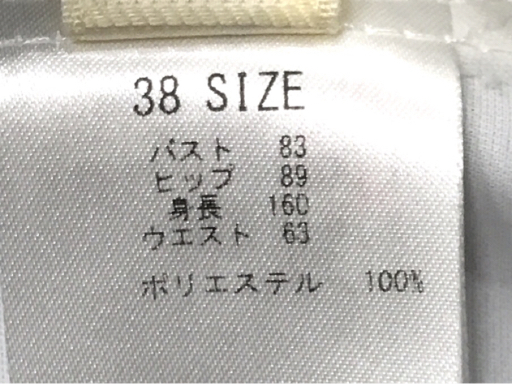 38 SIZE
バスト 83
ヒップ 89
身長 160
ウエスト 63
ポリエステル 100%